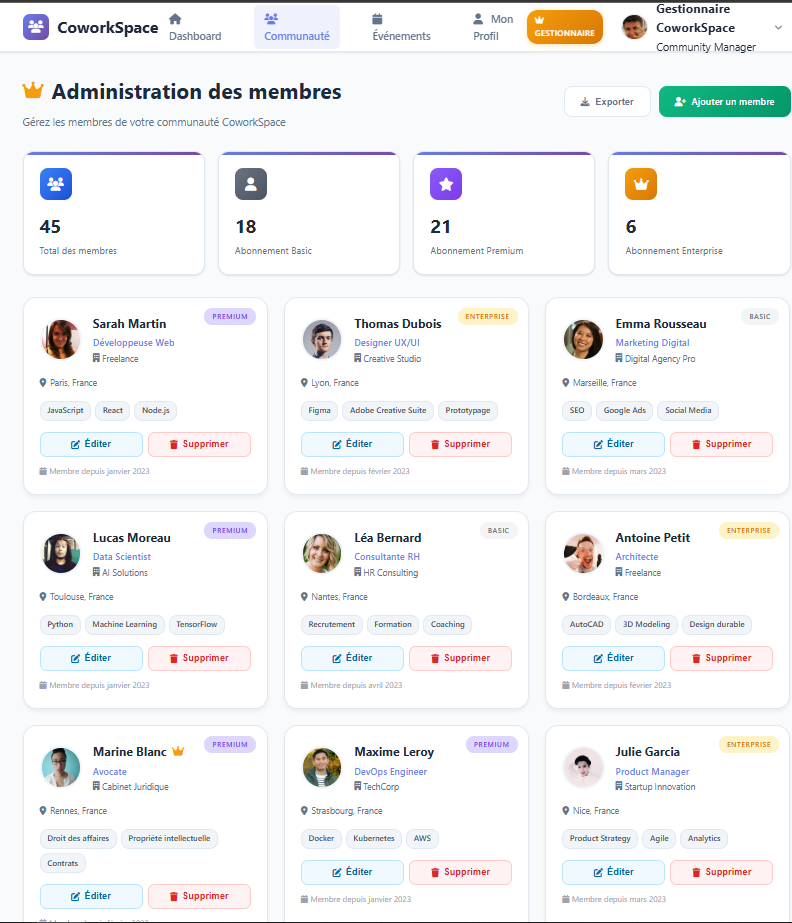 CoworkSpace
Dashboard
Communauté
Événements
Mon
Profil
GESTIONNAIRE
Gestionnaire
CoworkSpace
Community Manager
Administration des membres
Gérez les membres de votre communauté CoworkSpace
Exporter
Ajouter un membre
45
Total des membres
18
Abonnement Basic
21
Abonnement Premium
6
Abonnement Enterprise
PREMIUM
Sarah Martin
Développeuse Web
Freelance
Paris, France
JavaScript React Node.js
Éditer Supprimer
Membre depuis janvier 2023
ENTERPRISE
Thomas Dubois
Designer UX/UI
Creative Studio
Lyon, France
Figma Adobe Creative Suite Prototypage
Éditer Supprimer
Membre depuis février 2023
BASIC
Emma Rousseau
Marketing Digital
Digital Agency Pro
Marseille, France
SEO Google Ads Social Media
Éditer Supprimer
Membre depuis mars 2023
PREMIUM
Lucas Moreau
Data Scientist
AI Solutions
Toulouse, France
Python Machine Learning TensorFlow
Éditer Supprimer
Membre depuis janvier 2023
BASIC
Léa Bernard
Consultante RH
HR Consulting
Nantes, France
Recrutement Formation Coaching
Éditer Supprimer
Membre depuis avril 2023
ENTERPRISE
Antoine Petit
Architecte
Freelance
Bordeaux, France
AutoCAD 3D Modeling Design durable
Éditer Supprimer
Membre depuis février 2023
PREMIUM
Marine Blanc
Avocate
Cabinet Juridique
Rennes, France
Droit des affaires Propriété intellectuelle
Contrats
Éditer Supprimer
PREMIUM
Maxime Leroy
DevOps Engineer
TechCorp
Strasbourg, France
Docker Kubernetes AWS
Éditer Supprimer
Membre depuis janvier 2023
ENTERPRISE
Julie Garcia
Product Manager
Startup Innovation
Nice, France
Product Strategy Agile Analytics
Éditer Supprimer
Membre depuis mars 2023